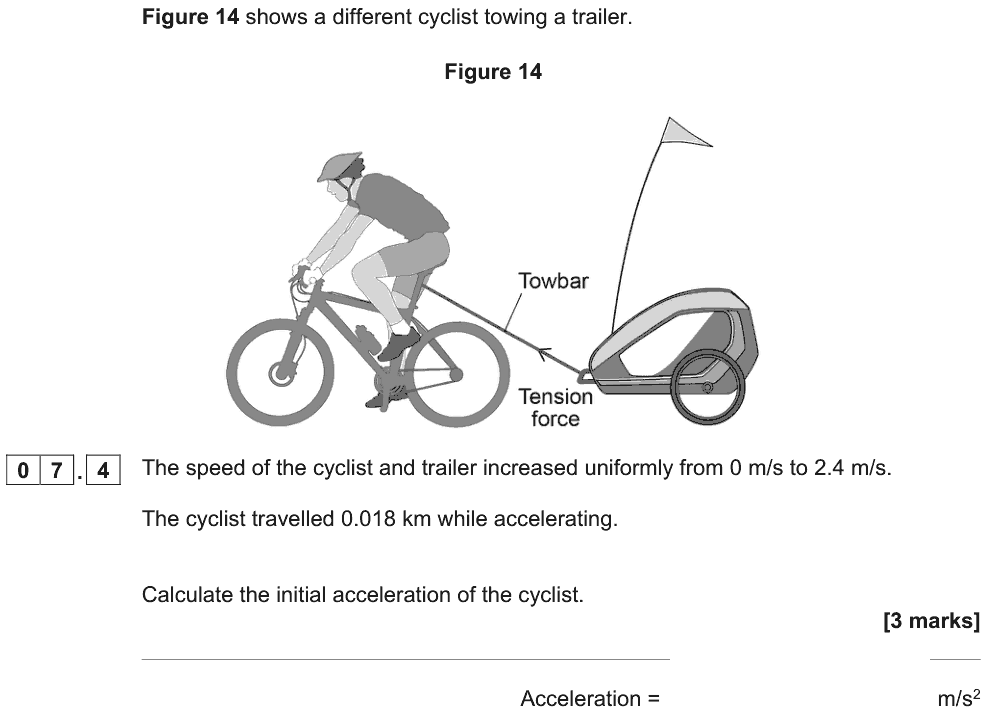 Figure 14 shows a different cyclist towing a trailer.
Figure 14
Towbar
Tension
force
0 7 . 4 The speed of the cyclist and trailer increased uniformly from 0 m/s to 2.4 m/s.
The cyclist travelled 0.018 km while accelerating.
Calculate the initial acceleration of the cyclist.
[3 marks]
Acceleration = m/s²